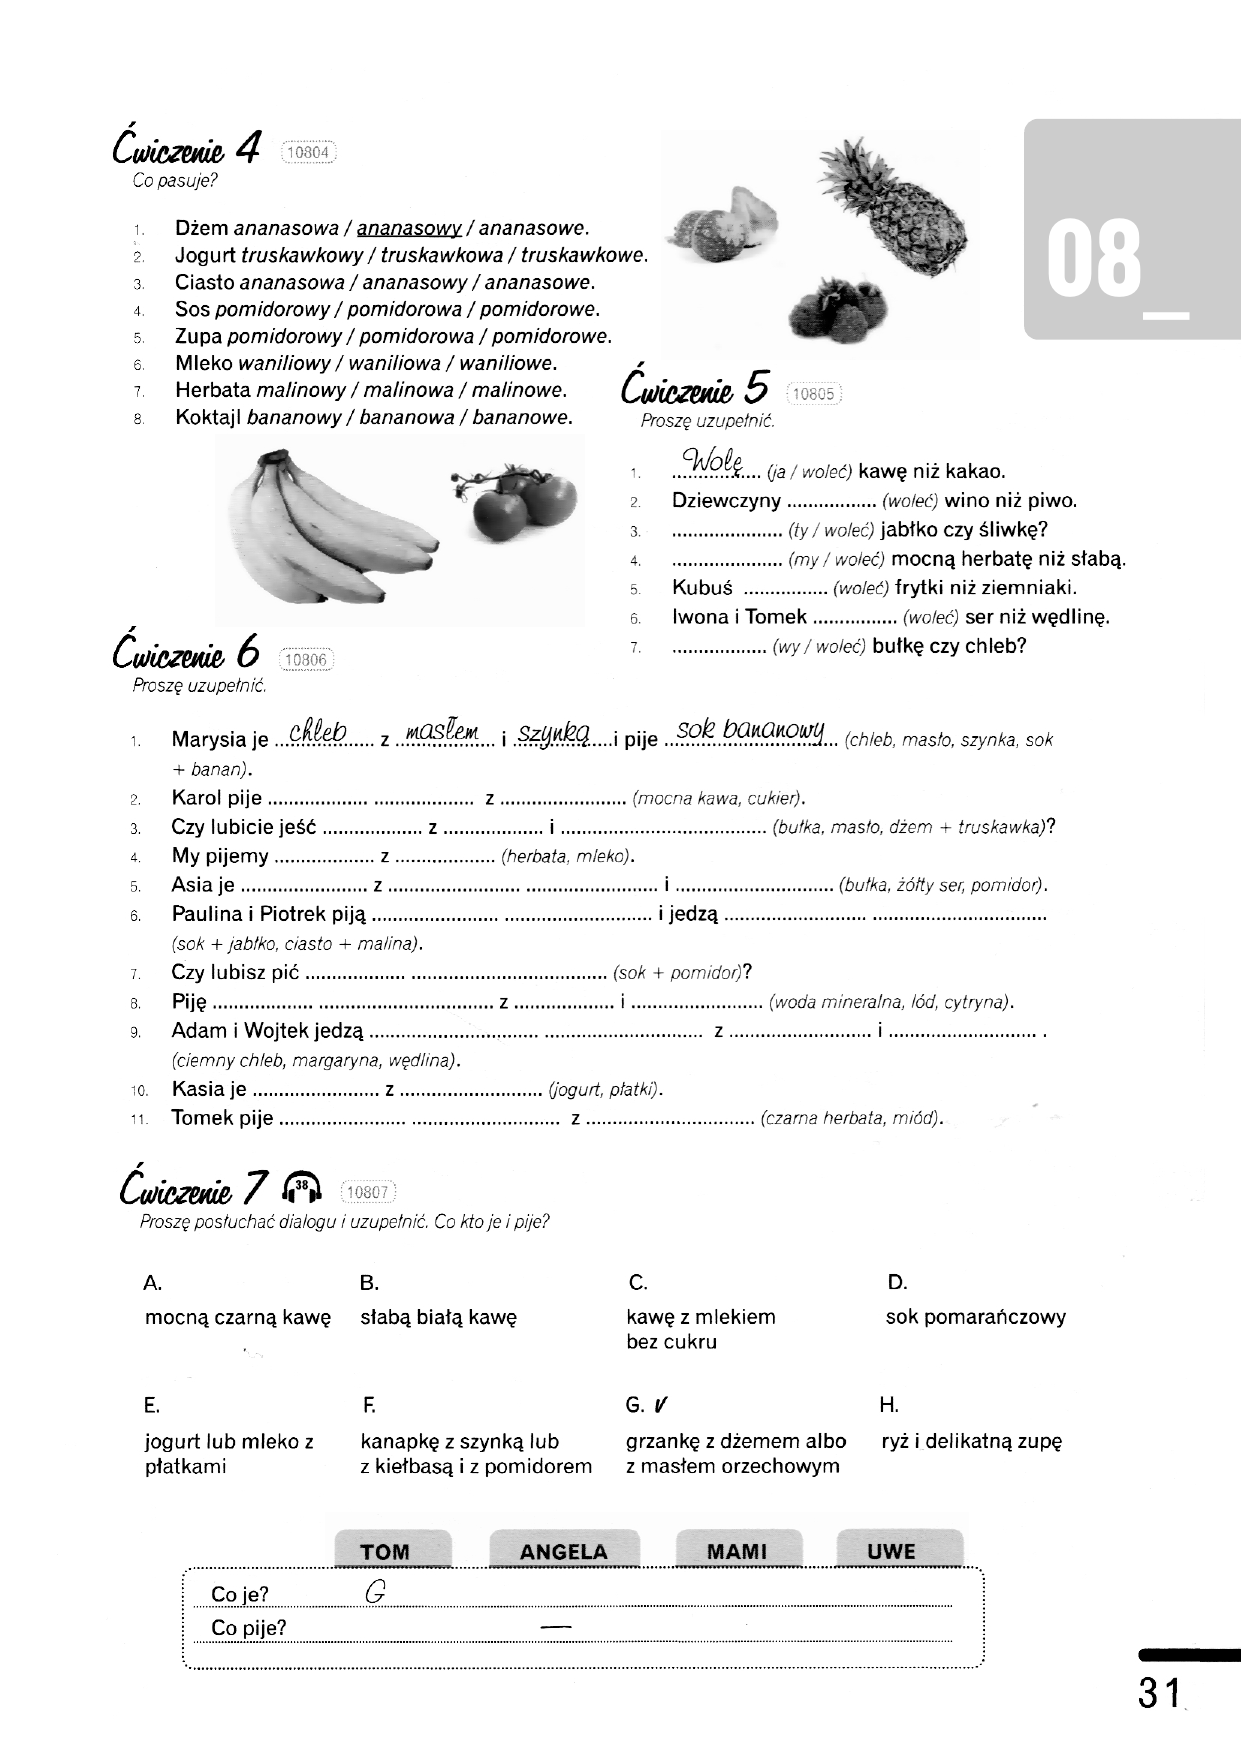 Ćwiczenie 4 10804
Co pasuje?
1. Dżem ananasowa / ananasowy / ananasowe.
2. Jogurt truskawkowy / truskawkowa / truskawkowe.
3. Ciasto ananasowa / ananasowy / ananasowe.
4. Sos pomidorowy / pomidorowa / pomidorowe.
5. Zupa pomidorowy / pomidorowa / pomidorowe.
6. Mleko waniliowy / waniliowa / waniliowe.
7. Herbata malinowy / malinowa / malinowe.
8. Koktajl bananowy / bananowa / bananowe.
08_
Ćwiczenie 5 10805
Proszę uzupełnić.
1. ...Wolę... (ja / woleć) kawę niż kakao.
2. Dziewczyny ................. (woleć) wino niż piwo.
3. ..................... (ty / woleć) jabłko czy śliwkę?
4. ..................... (my / woleć) mocną herbatę niż słabą.
5. Kubuś ................ (woleć) frytki niż ziemniaki.
6. Iwona i Tomek ................ (woleć) ser niż wędlinę.
7. .................. (wy / woleć) bułkę czy chleb?
Ćwiczenie 6 10806
Proszę uzupełnić.
1. Marysia je ...chleb... z ...masłem... i ...szynką....i pije ...sok bananowy... (chleb, masło, szynka, sok
+ banan).
2. Karol pije ................... ................... z ........................ (mocna kawa, cukier).
3. Czy lubicie jeść ................... z ................... i ....................................... (bułka, masło, dżem + truskawka)?
4. My pijemy ................... z ................... (herbata, mleko).
5. Asia je ........................ z ......................... ......................... i .............................. (bułka, żółty ser, pomidor).
6. Paulina i Piotrek piją ........................ ............................ i jedzą ........................... .................................
(sok + jabłko, ciasto + malina).
7. Czy lubisz pić ................... ..................................... (sok + pomidor)?
8. Piję ................... ................................. z ................... i ......................... (woda mineralna, lód, cytryna).
9. Adam i Wojtek jedzą ................................ .............................. z ........................... i ............................ .
(ciemny chleb, margaryna, wędlina).
10. Kasia je ........................ z ........................... (jogurt, płatki).
11. Tomek pije ........................ ............................ z ................................ (czarna herbata, miód).
Ćwiczenie 7 38 10807
Proszę posłuchać dialogu i uzupełnić. Co kto je i pije?
A. B. C. D.
mocną czarną kawę słabą białą kawę kawę z mlekiem sok pomarańczowy
bez cukru
E. F. G. ✓ H.
jogurt lub mleko z kanapkę z szynką lub grzankę z dżemem albo ryż i delikatną zupę
płatkami z kiełbasą i z pomidorem z masłem orzechowym
TOM ANGELA MAMI UWE
Co je? G
Co pije? —
31